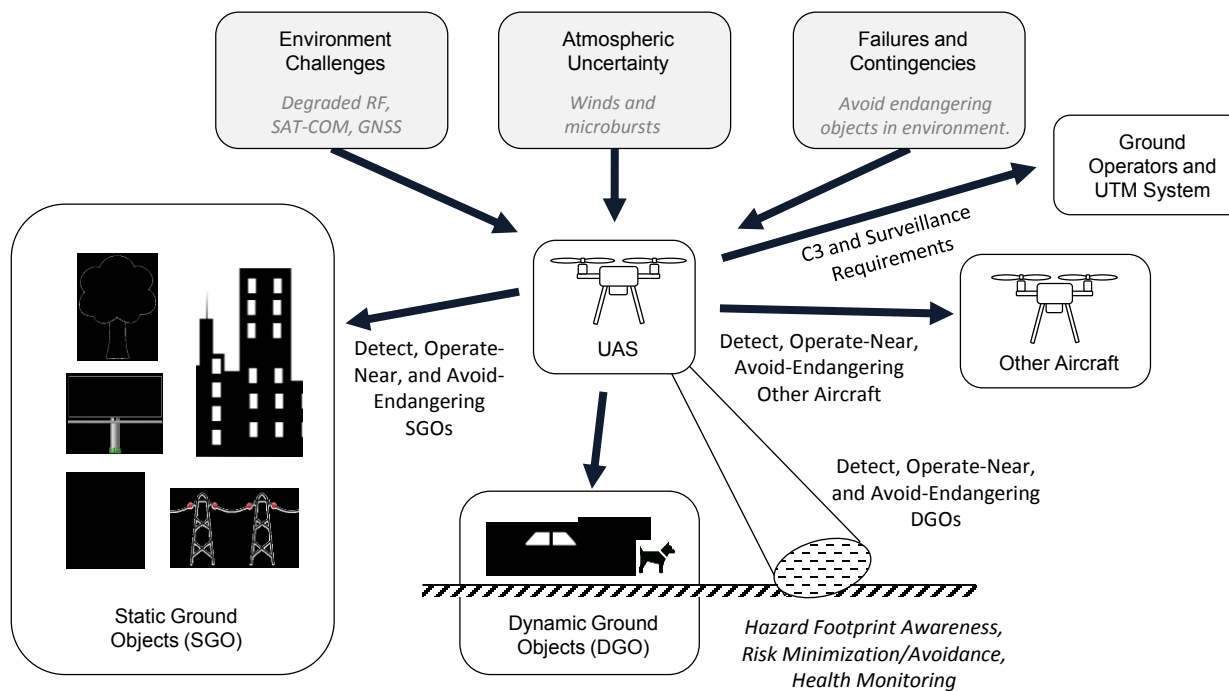 Environment
Challenges
Degraded RF,
SAT-COM, GNSS
Atmospheric
Uncertainty
Winds and
microbursts
Failures and
Contingencies
Avoid endangering
objects in environment.
Ground
Operators and
UTM System
C3 and Surveillance
Requirements
UAS
Detect, Operate-
Near, and Avoid-
Endangering
SGOs
Detect, Operate-Near,
Avoid-Endangering
Other Aircraft
Other Aircraft
Detect, Operate-Near,
and Avoid-Endangering
DGOs
Static Ground
Objects (SGO)
Dynamic Ground
Objects (DGO)
Hazard Footprint Awareness,
Risk Minimization/Avoidance,
Health Monitoring